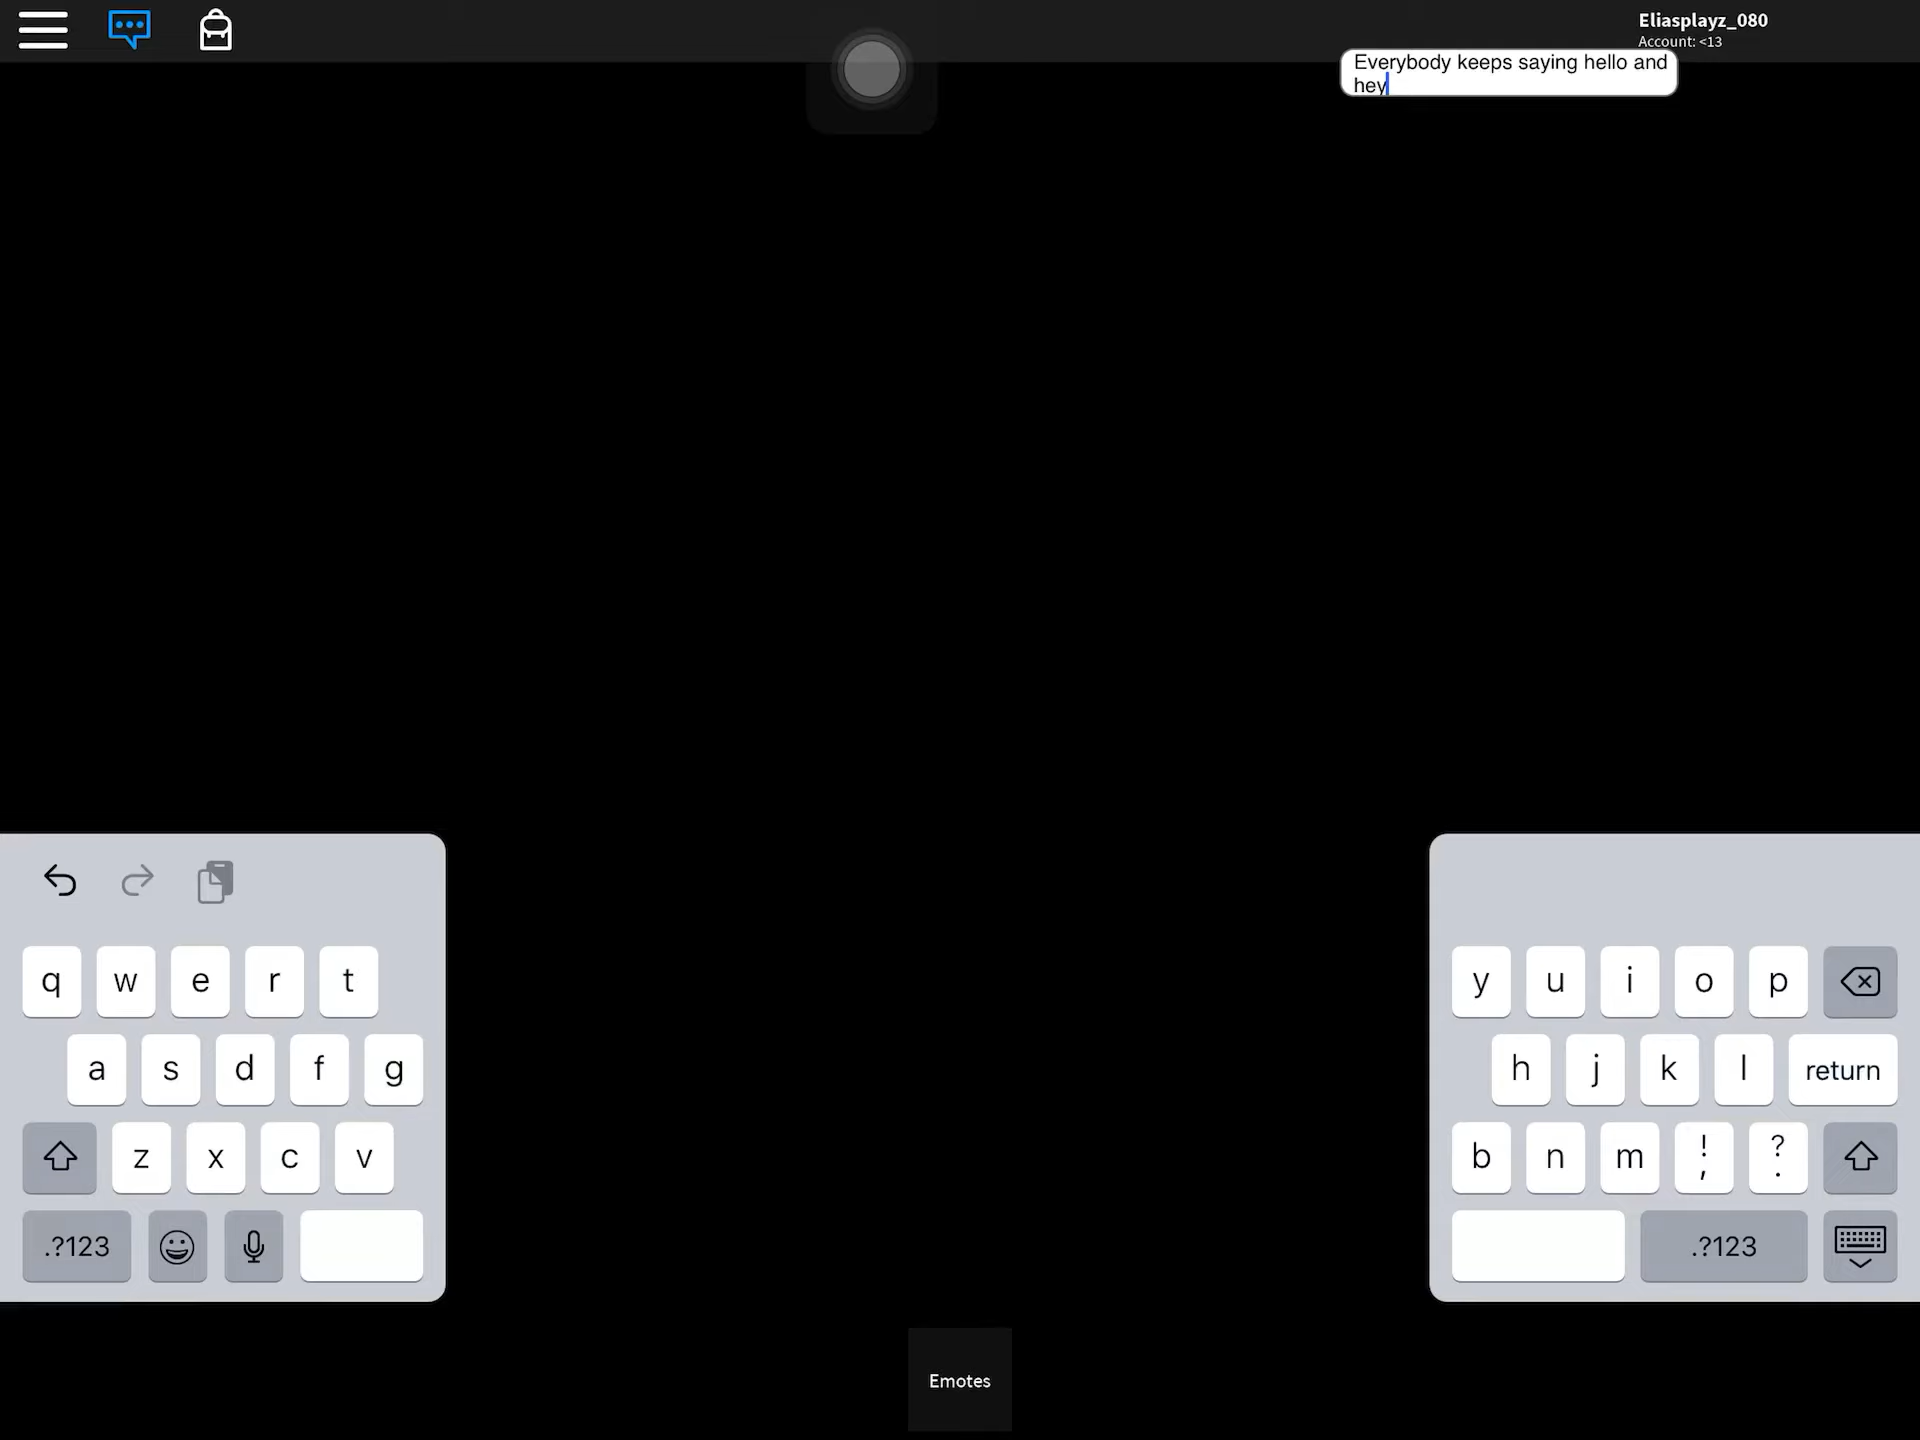 Eliasplayz_080
Account: <13
Everybody keeps saying hello and
hey
q w e r t
y u i o p
a s d f g
h j k l return
z x c v
b n m ! , ? .
.?123
.?123
Emotes